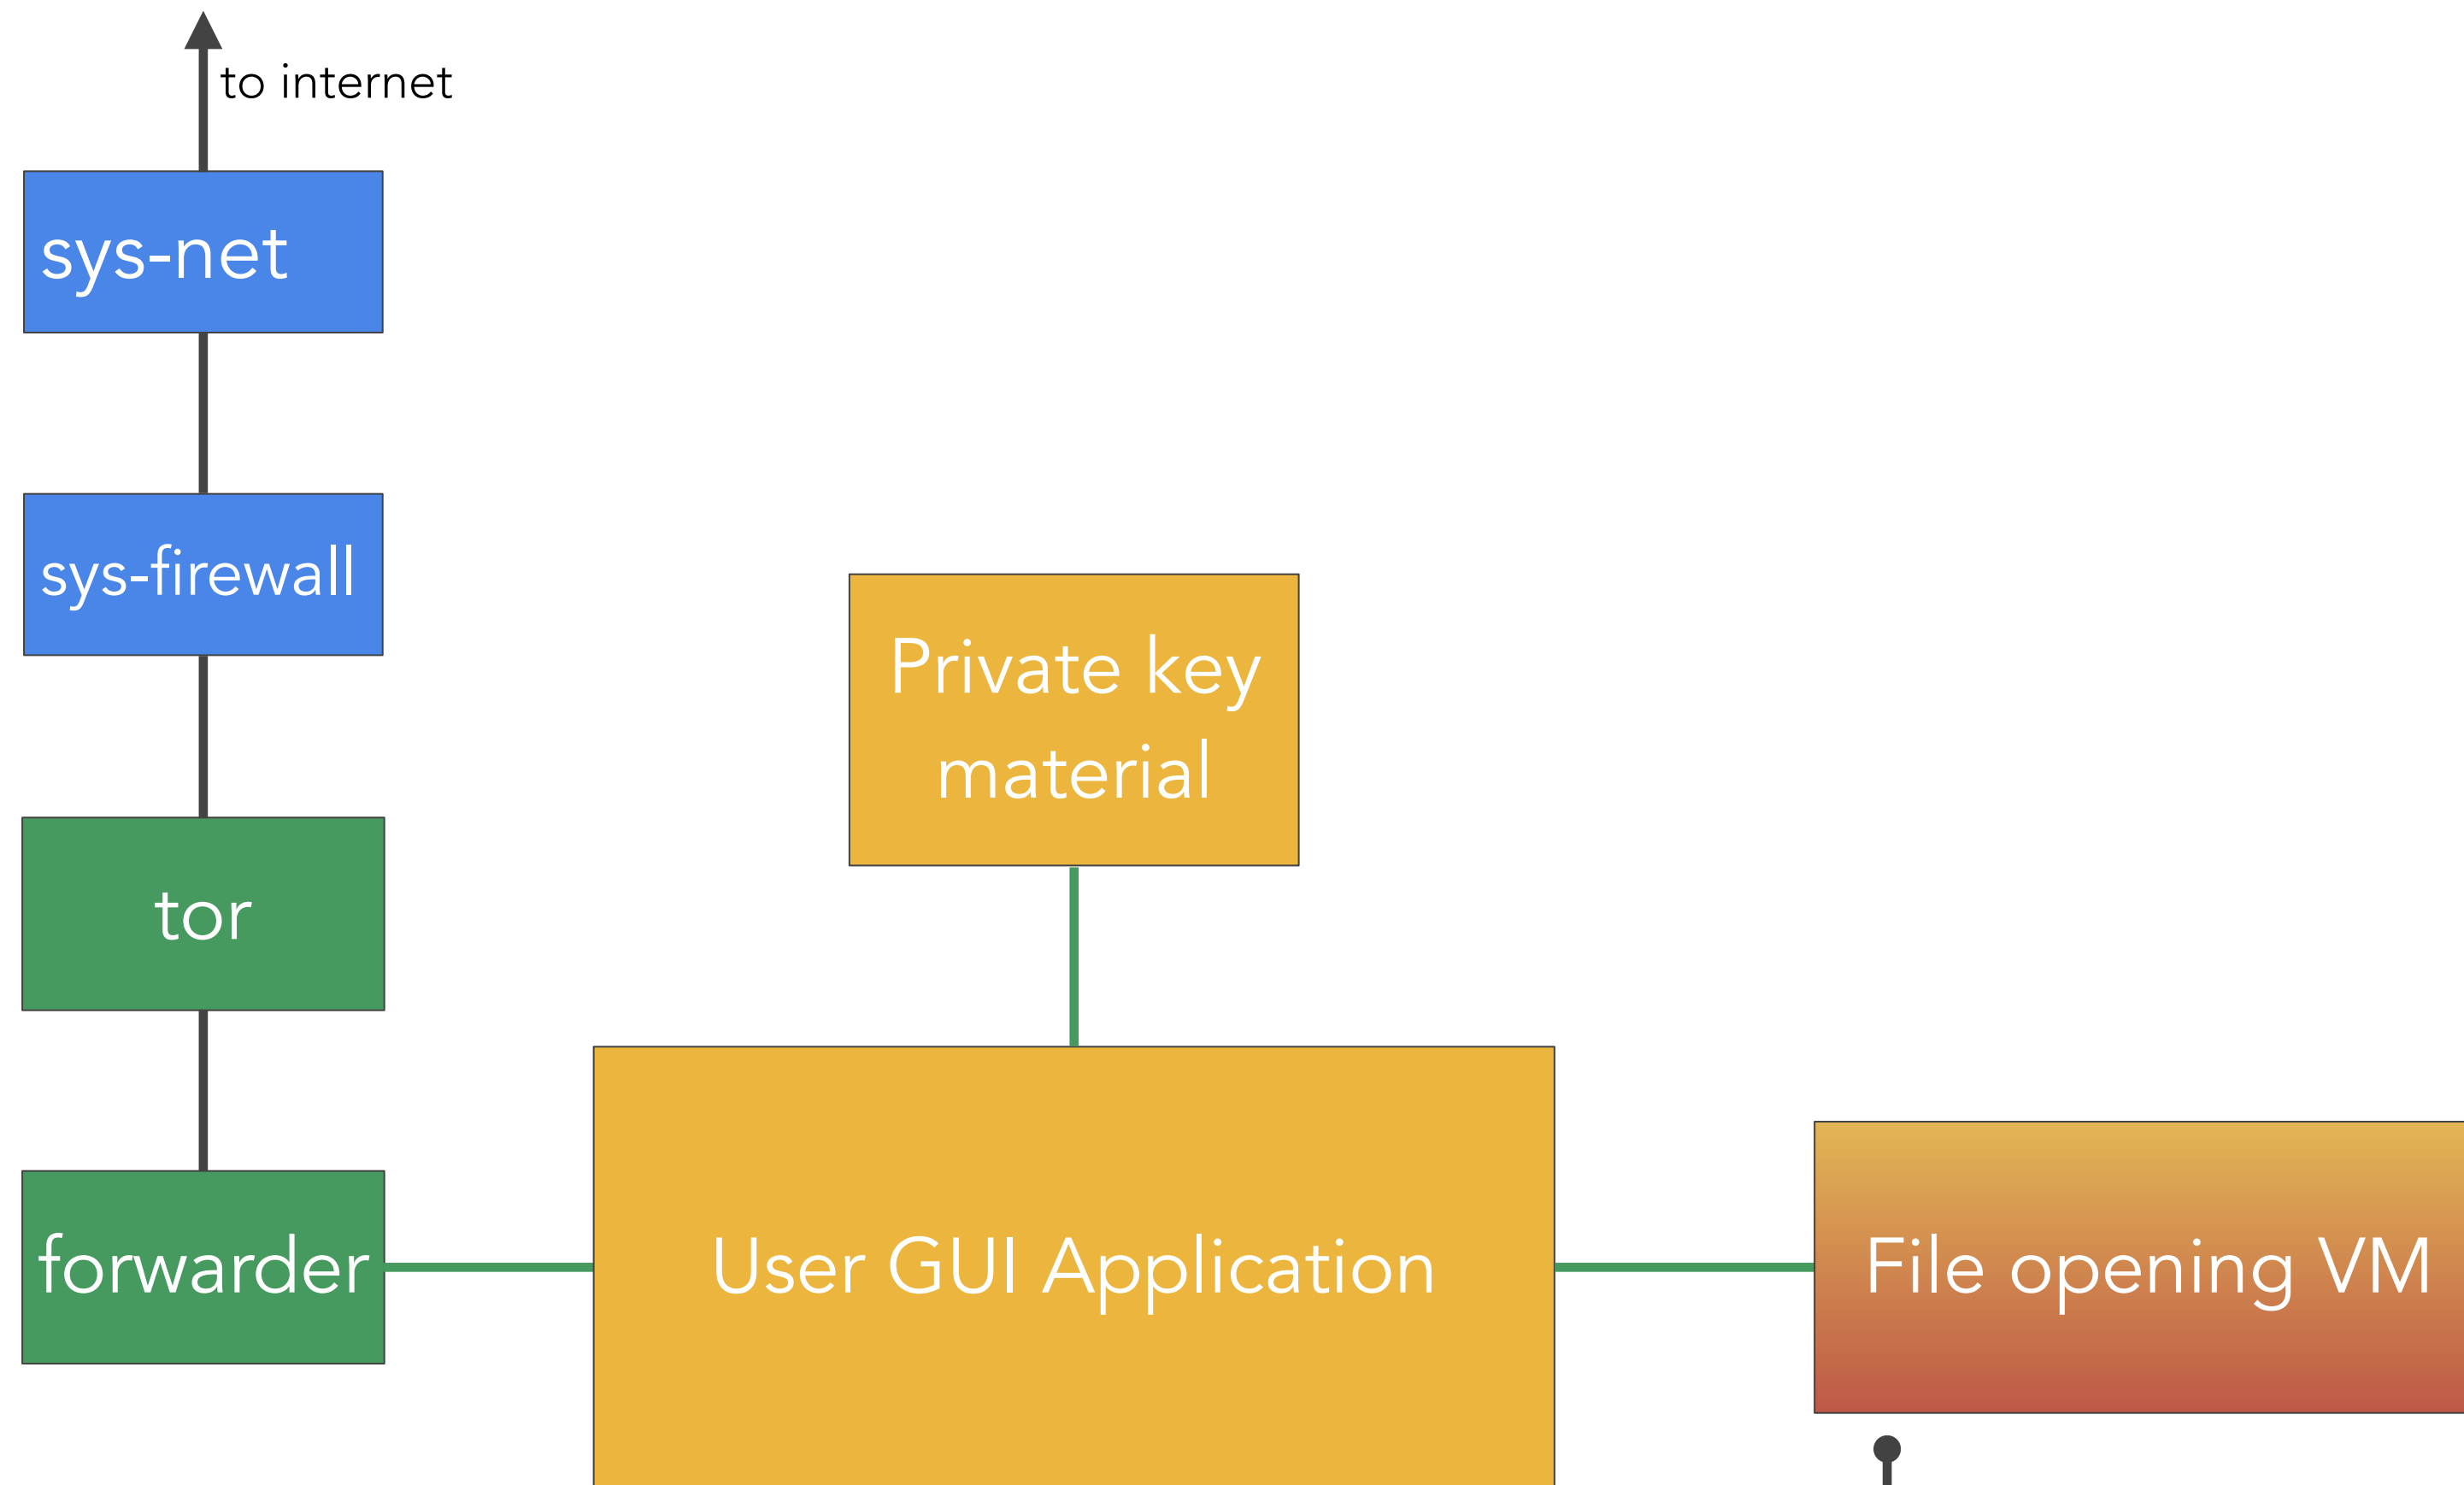 to internet
sys-net
sys-firewall
Private key
material
tor
forwarder
User GUI Application
File opening VM